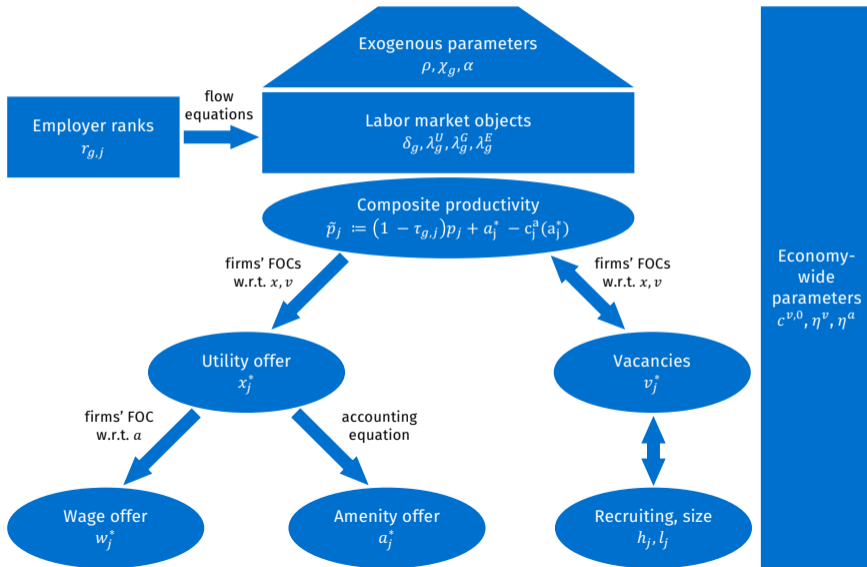 Exogenous parameters
ρ, χ_g, α
flow
equations
Employer ranks
r_{g,j}
Labor market objects
δ_g, λ_g^U, λ_g^G, λ_g^E
Composite productivity
p̃_j := (1 − τ_{g,j})p_j + a_j^* − c_j^a(a_j^*)
firms' FOCs
w.r.t. x, v
firms' FOCs
w.r.t. x, v
Utility offer
x_j^*
Vacancies
v_j^*
firms' FOC
w.r.t. a
accounting
equation
Wage offer
w_j^*
Amenity offer
a_j^*
Recruiting, size
h_j, l_j
Economy-
wide
parameters
c^{v,0}, η^v, η^a